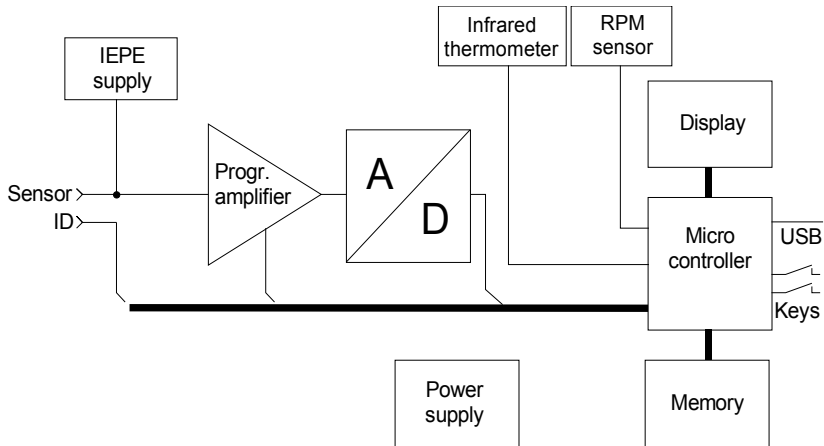 Infrared
thermometer
RPM
sensor
IEPE
supply
Display
Progr.
amplifier
A
D
Sensor
ID
Micro
controller
USB
Keys
Power
supply
Memory